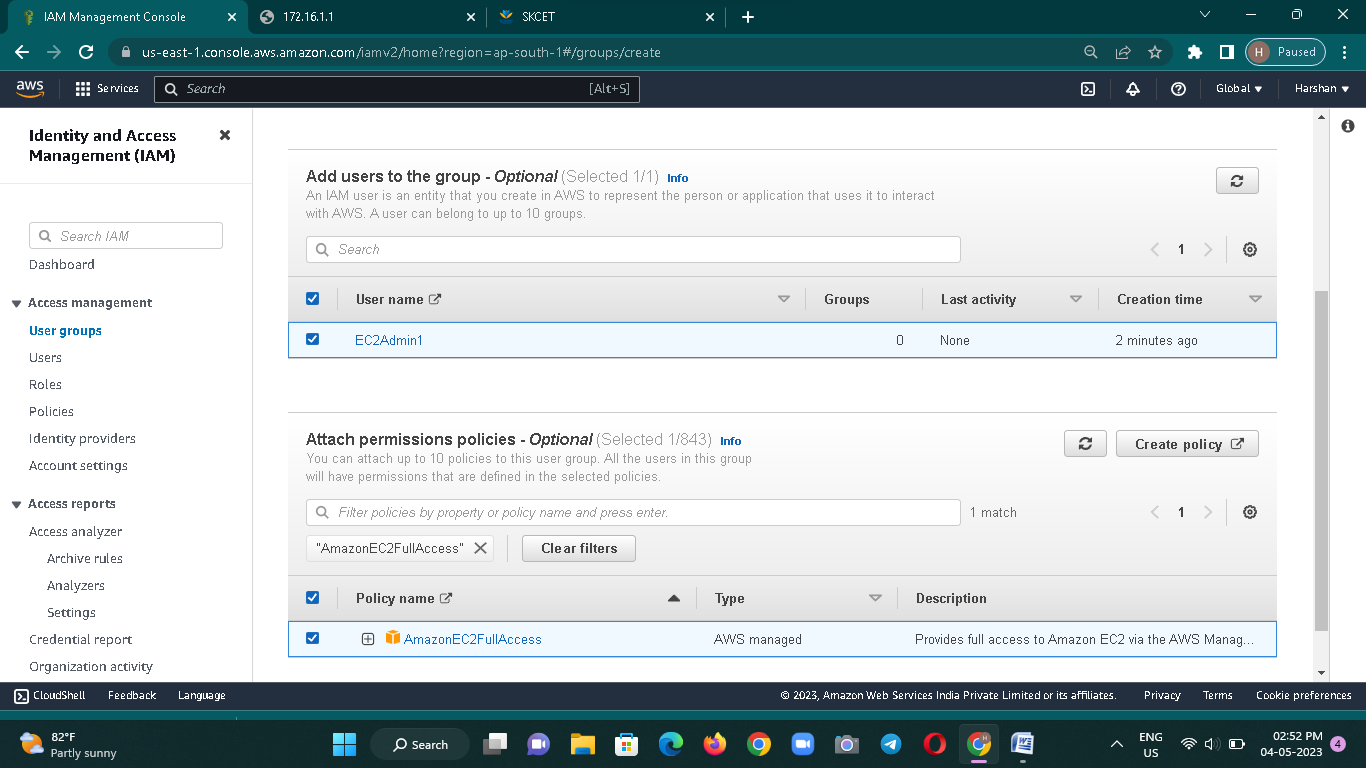 IAM Management Console
172.16.1.1
SKCET
us-east-1.console.aws.amazon.com/iamv2/home?region=ap-south-1#/groups/create
H Paused
aws Services Search [Alt+S] Global Harshan
Identity and Access
Management (IAM)
Search IAM
Dashboard
Access management
User groups
Users
Roles
Policies
Identity providers
Account settings
Access reports
Access analyzer
Archive rules
Analyzers
Settings
Credential report
Organization activity
Add users to the group - Optional (Selected 1/1) Info
An IAM user is an entity that you create in AWS to represent the person or application that uses it to interact
with AWS. A user can belong to up to 10 groups.
Search
1
User name Groups Last activity Creation time
EC2Admin1 0 None 2 minutes ago
Attach permissions policies - Optional (Selected 1/843) Info
Create policy
You can attach up to 10 policies to this user group. All the users in this group
will have permissions that are defined in the selected policies.
Filter policies by property or policy name and press enter. 1 match
1
"AmazonEC2FullAccess" Clear filters
Policy name Type Description
AmazonEC2FullAccess AWS managed Provides full access to Amazon EC2 via the AWS Manag...
CloudShell Feedback Language © 2023, Amazon Web Services India Private Limited or its affiliates. Privacy Terms Cookie preferences
82°F
Partly sunny
Search
ENG
US
02:52 PM
04-05-2023
4